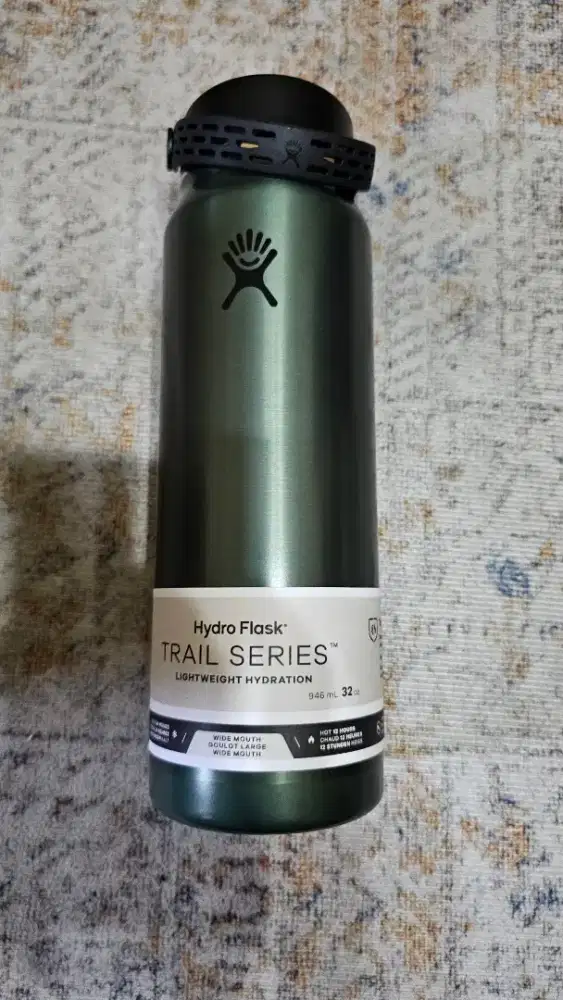 Hydro Flask
TRAIL SERIES™
LIGHTWEIGHT HYDRATION
946 mL 32 oz
WIDE MOUTH
GOULOT LARGE
WIDE MOUTH
HOT 12 HOURS
CHAUD 12 HEURES
12 STUNDEN HEISS